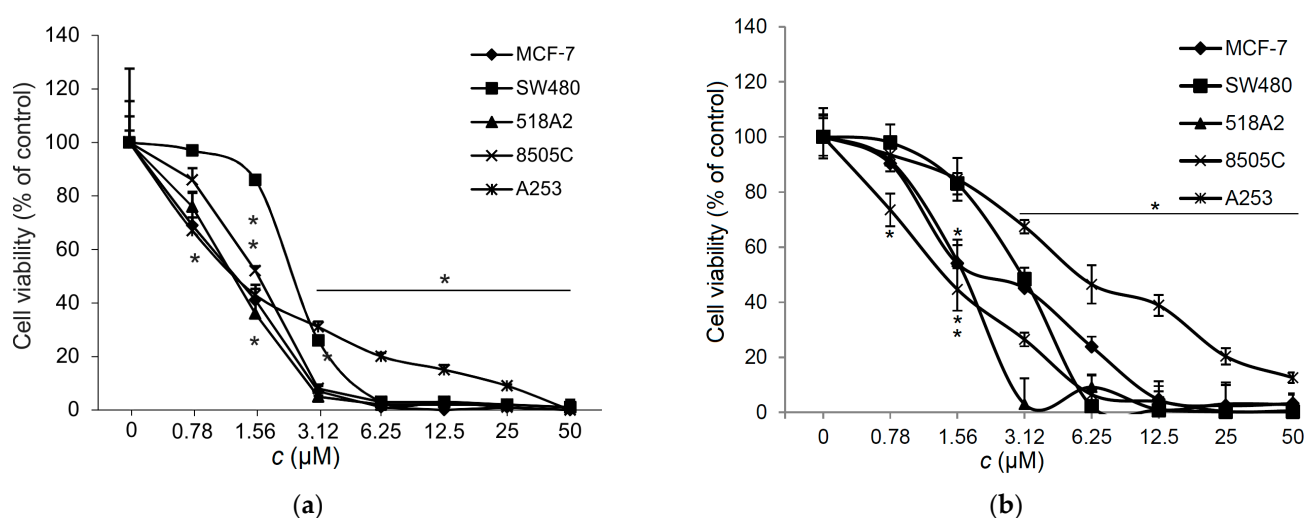 Cell viability (% of control)
140
120
100
80
60
40
20
0
MCF-7
SW480
518A2
8505C
A253
*
*
*
*
*
*
0 0.78 1.56 3.12 6.25 12.5 25 50
c (µM)
(a)
Cell viability (% of control)
140
120
100
80
60
40
20
0
MCF-7
SW480
518A2
8505C
A253
*
*
*
*
*
0 0.78 1.56 3.12 6.25 12.5 25 50
c (µM)
(b)